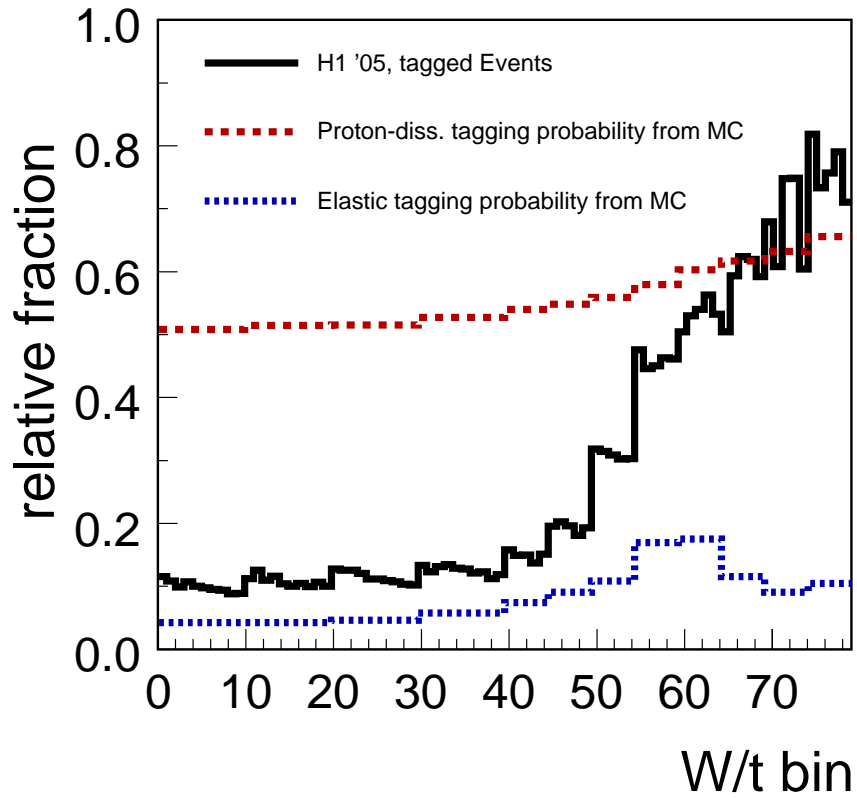 1.0
0.8
0.6
0.4
0.2
0.0
relative fraction
H1 '05, tagged Events
Proton-diss. tagging probability from MC
Elastic tagging probability from MC
0 10 20 30 40 50 60 70
W/t bin